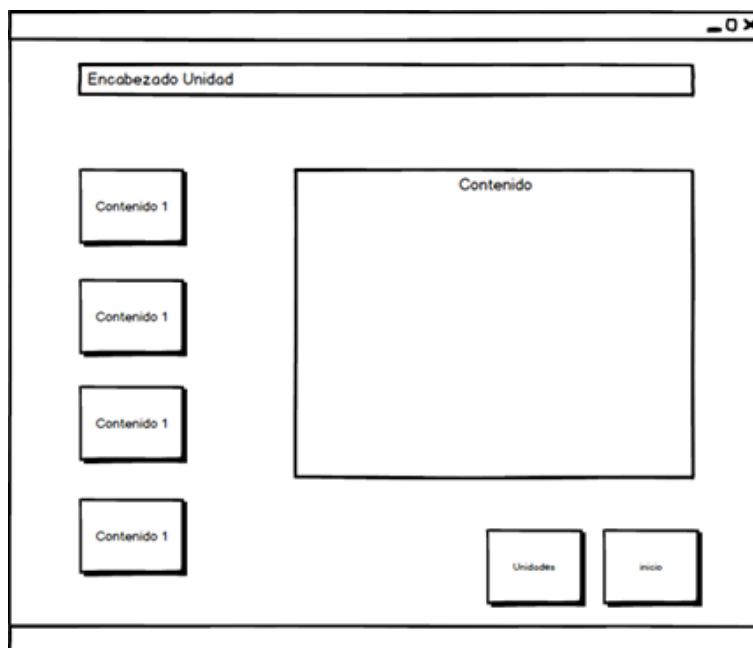 Encabezado Unidad
Contenido 1
Contenido
Contenido 1
Contenido 1
Contenido 1
Unidades
inicio